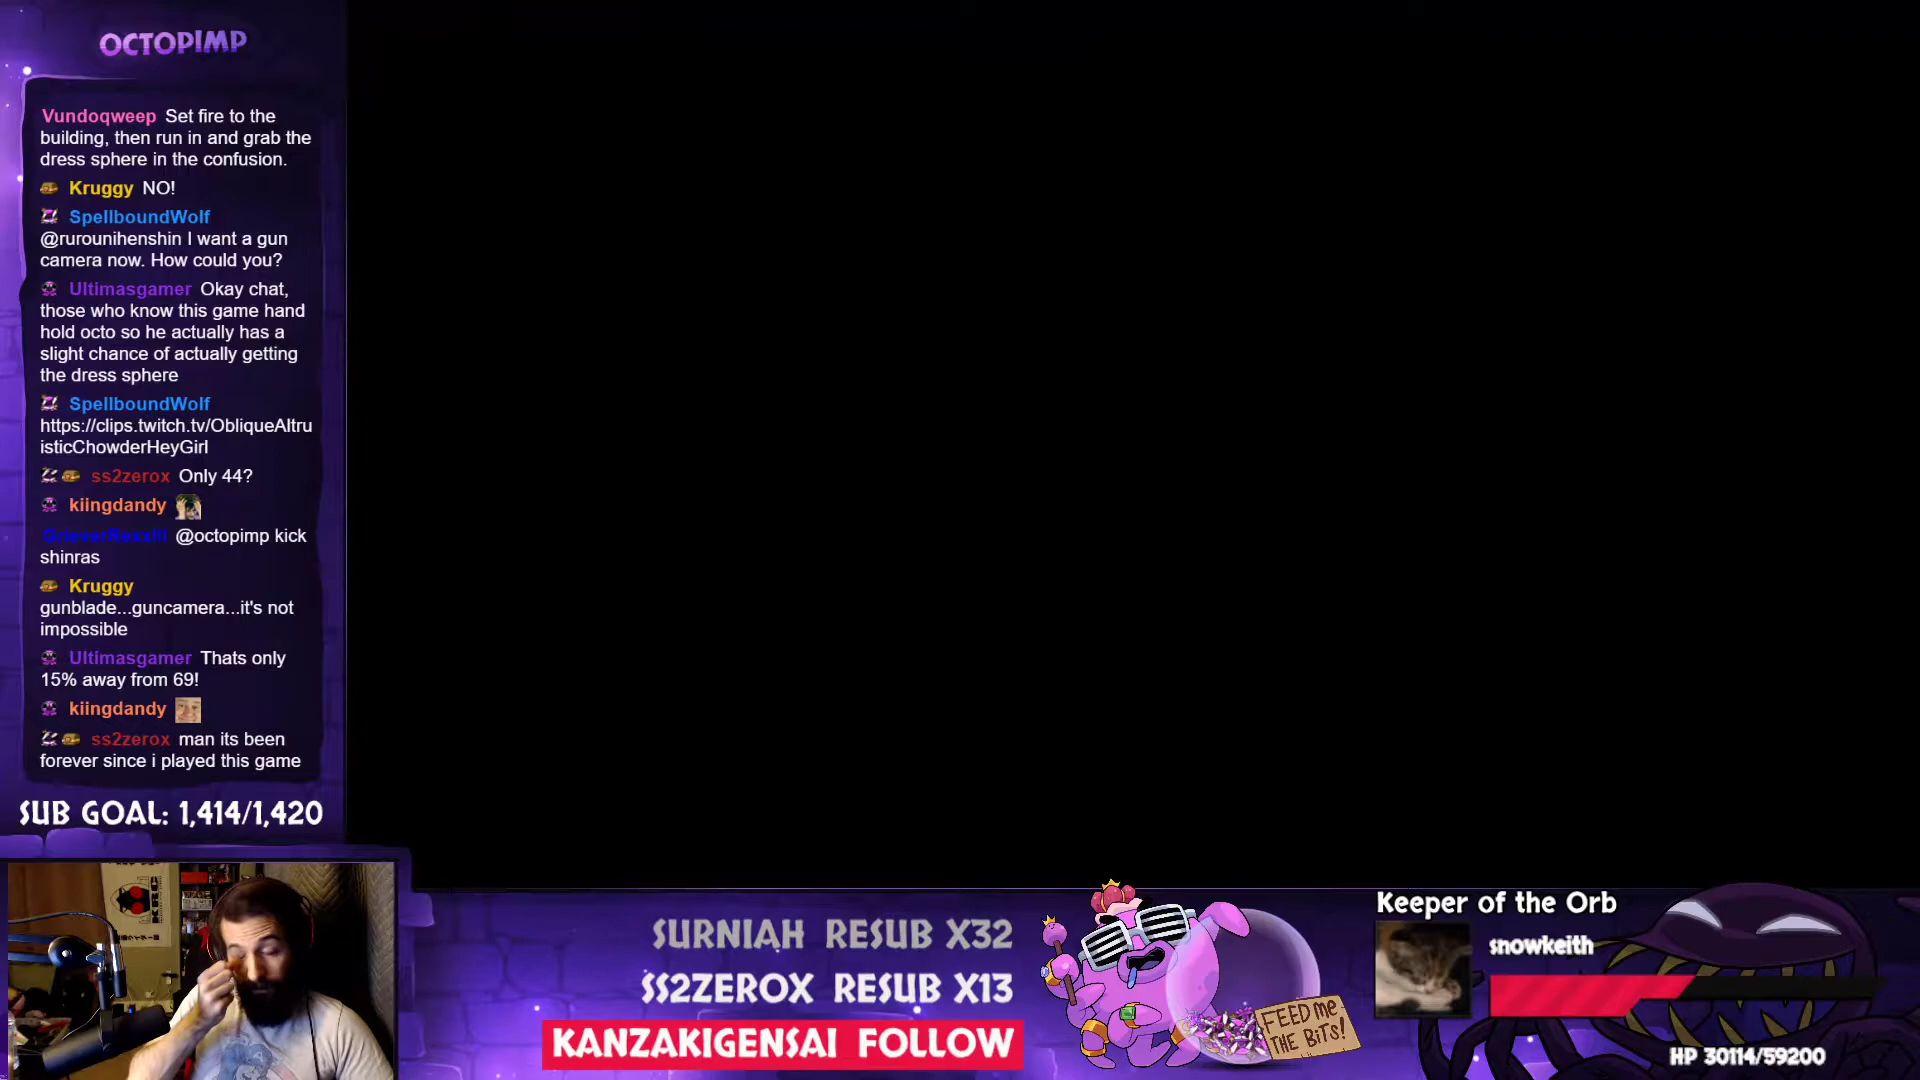 OCTOPIMP
Vundoqweep Set fire to the
building, then run in and grab the
dress sphere in the confusion.
Kruggy NO!
SpellboundWolf
@rurounihenshin I want a gun
camera now. How could you?
Ultimasgamer Okay chat,
those who know this game hand
hold octo so he actually has a
slight chance of actually getting
the dress sphere
SpellboundWolf
https://clips.twitch.tv/ObliqueAltru
isticChowderHeyGirl
ss2zerox Only 44?
kiingdandy
GrieverRexxIII @octopimp kick
shinras
Kruggy
gunblade...guncamera...it's not
impossible
Ultimasgamer Thats only
15% away from 69!
kiingdandy
ss2zerox man its been
forever since i played this game
SUB GOAL: 1,414/1,420
SURNIAH RESUB X32
SS2ZEROX RESUB X13
KANZAKIGENSAI FOLLOW
FEED ME
THE BITS!
Keeper of the Orb
snowkeith
HP 30114/59200